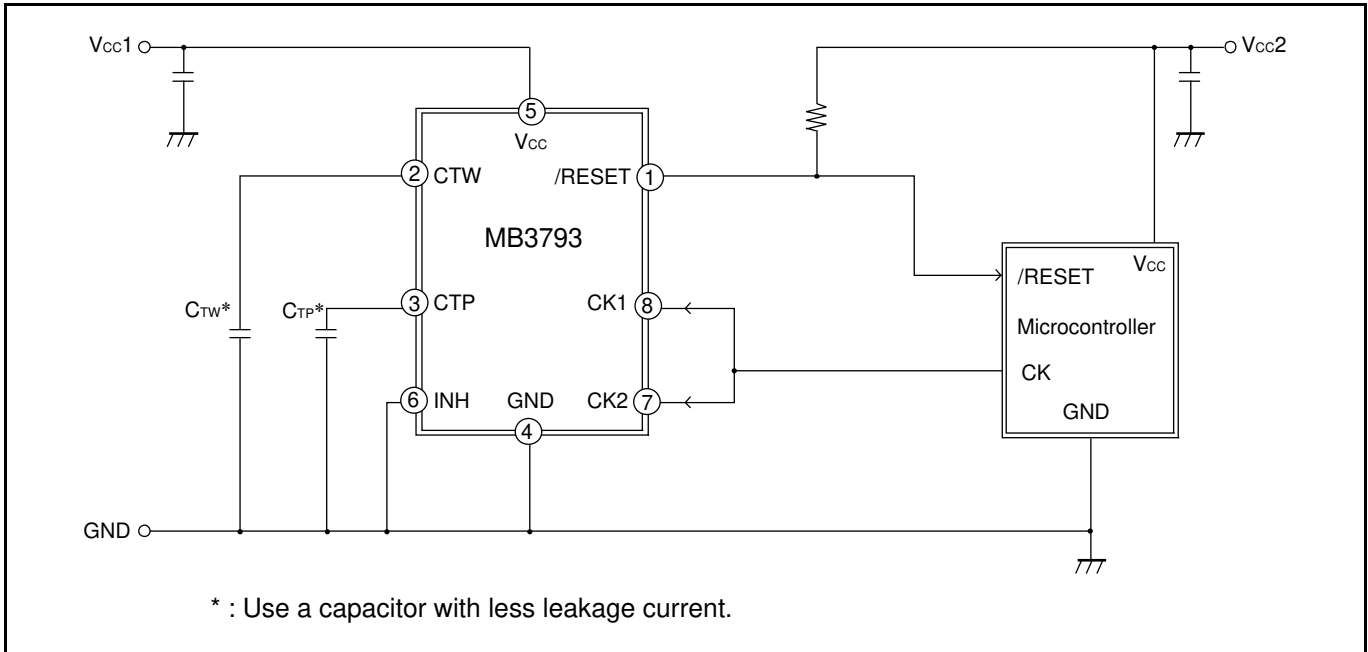 Vcc1
Vcc2
5
Vcc
2 CTW
/RESET 1
MB3793
Vcc
/RESET
CTW*
CTP*
3 CTP
CK1 8
Microcontroller
CK
6 INH
GND
CK2 7
GND
4
GND
* : Use a capacitor with less leakage current.